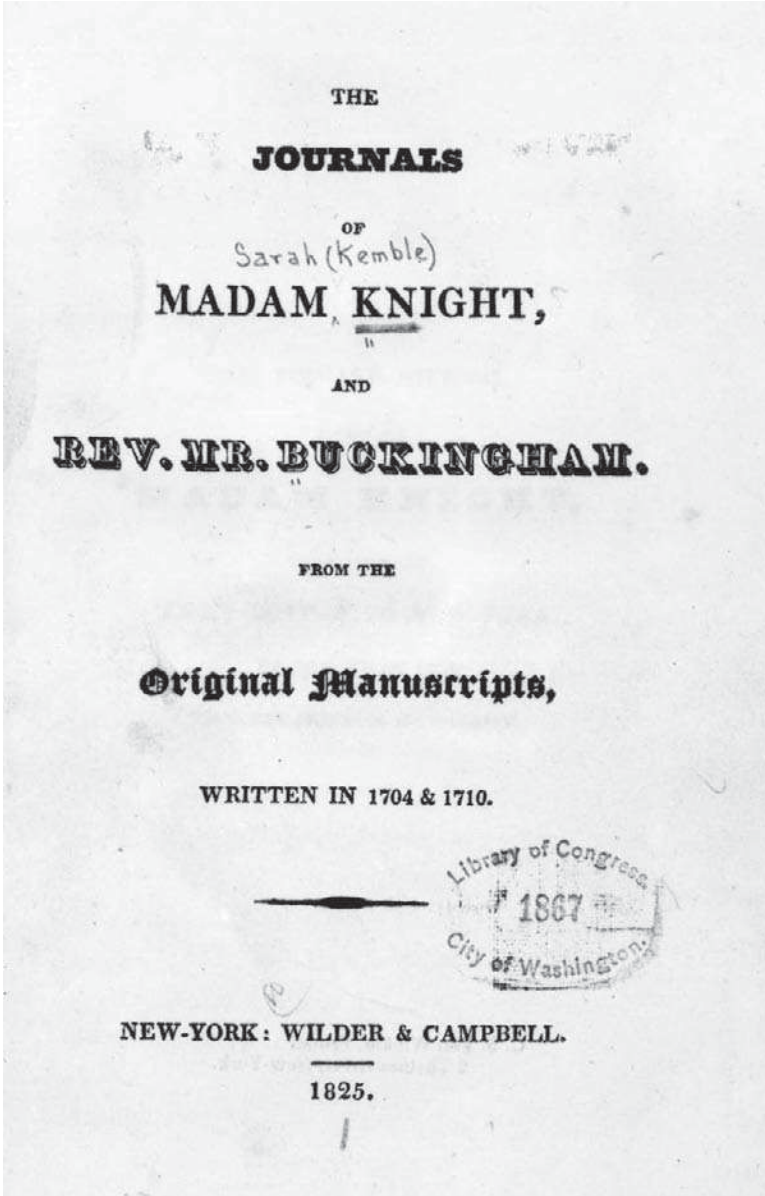 THE
JOURNALS
OF
Sarah (Kemble)
MADAM KNIGHT,
AND
REV. MR. BUCKINGHAM.
FROM THE
Original Manuscripts,
WRITTEN IN 1704 & 1710.
Library of Congress
1867
City of Washington.
NEW-YORK: WILDER & CAMPBELL.
1825.